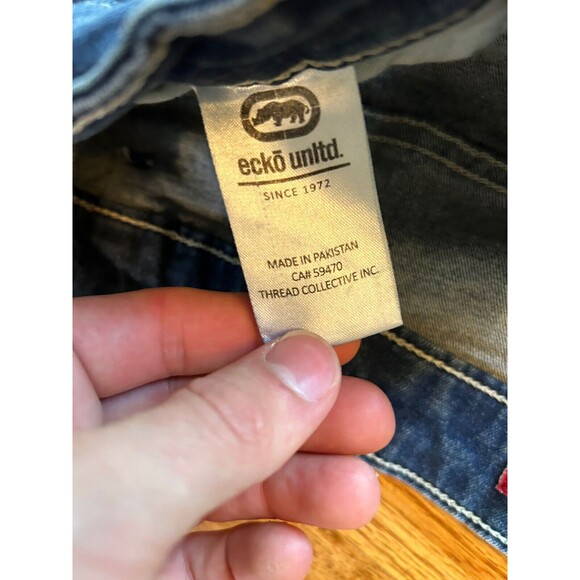 eckō unltd.
SINCE 1972
MADE IN PAKISTAN
CA# 59470
THREAD COLLECTIVE INC.